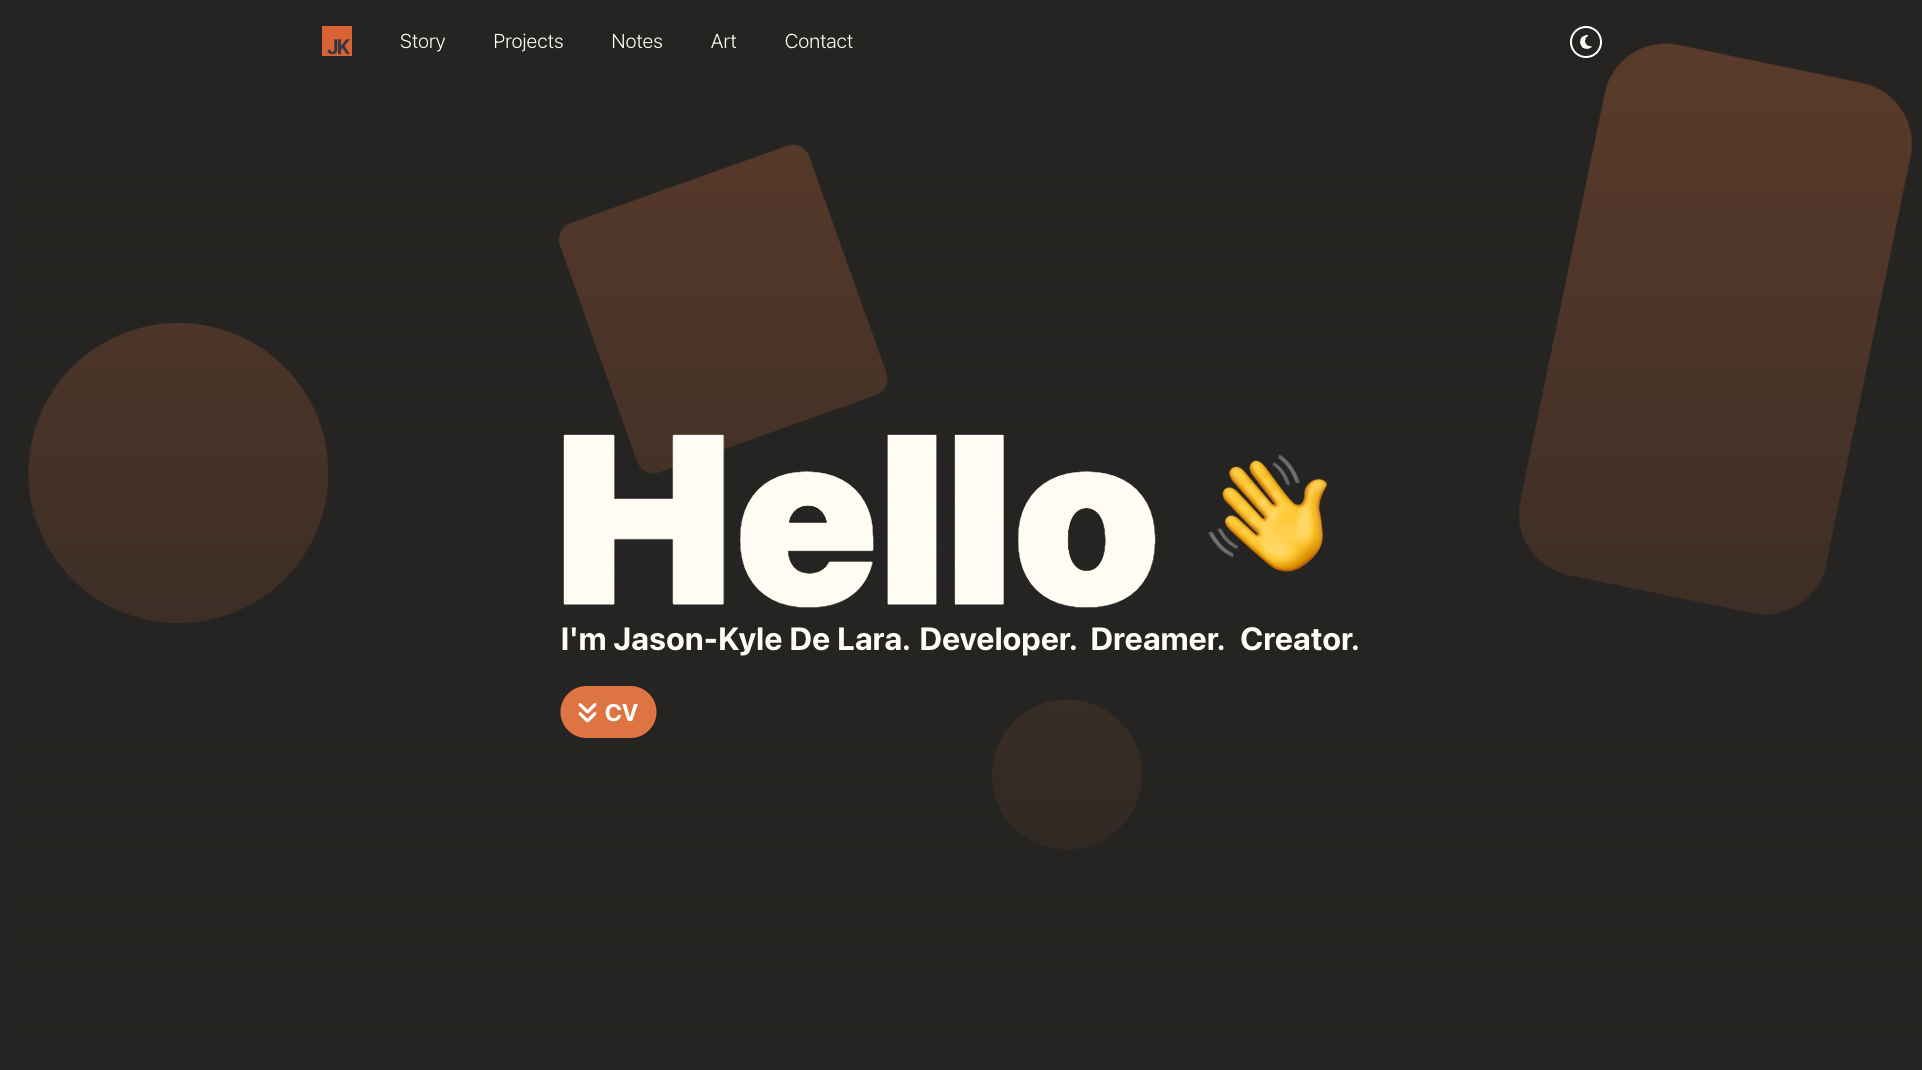 JK Story Projects Notes Art Contact
Hello 👋
I'm Jason-Kyle De Lara. Developer. Dreamer. Creator.
CV